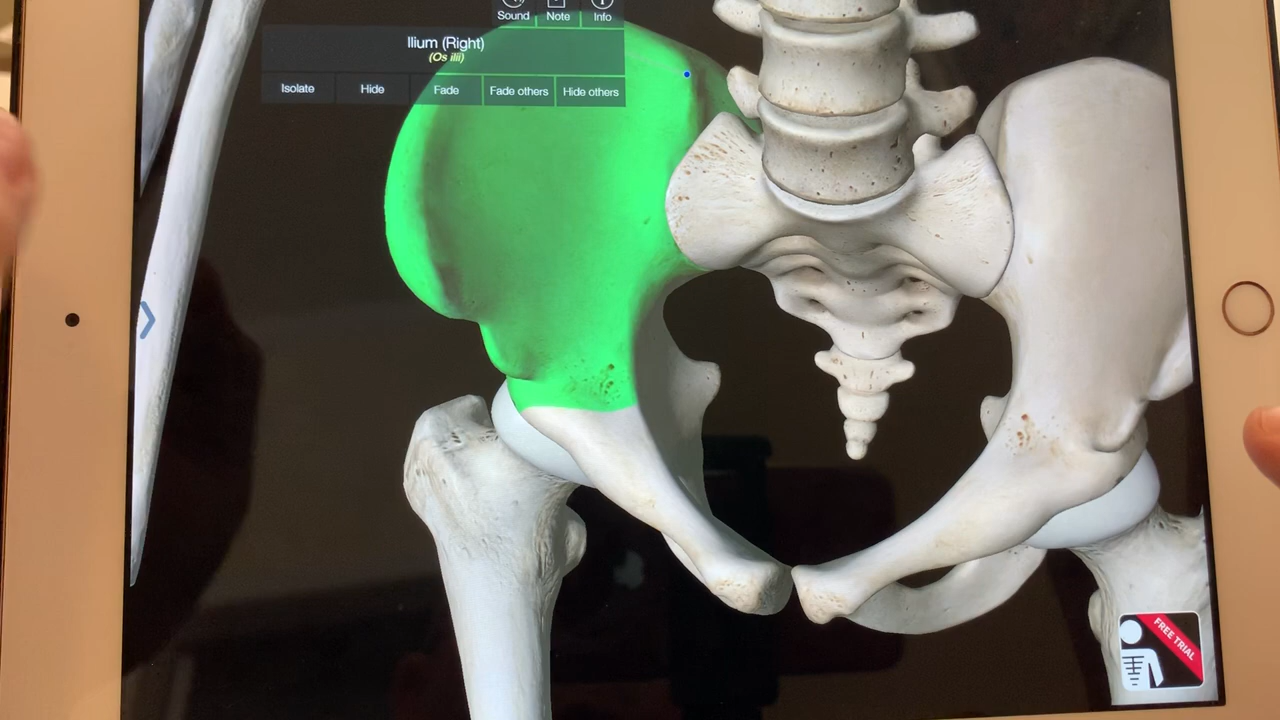 Sound Note Info
Ilium (Right)
(Os ilii)
Isolate Hide Fade Fade others Hide others
FREE TRIAL